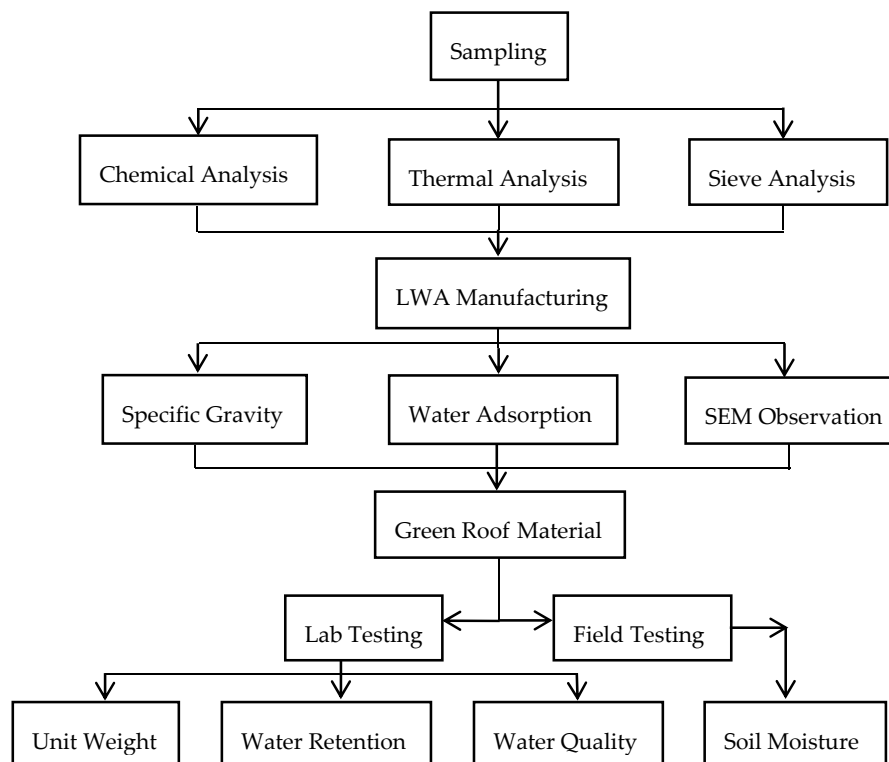 Sampling
Chemical Analysis
Thermal Analysis
Sieve Analysis
LWA Manufacturing
Specific Gravity
Water Adsorption
SEM Observation
Green Roof Material
Lab Testing
Field Testing
Unit Weight
Water Retention
Water Quality
Soil Moisture